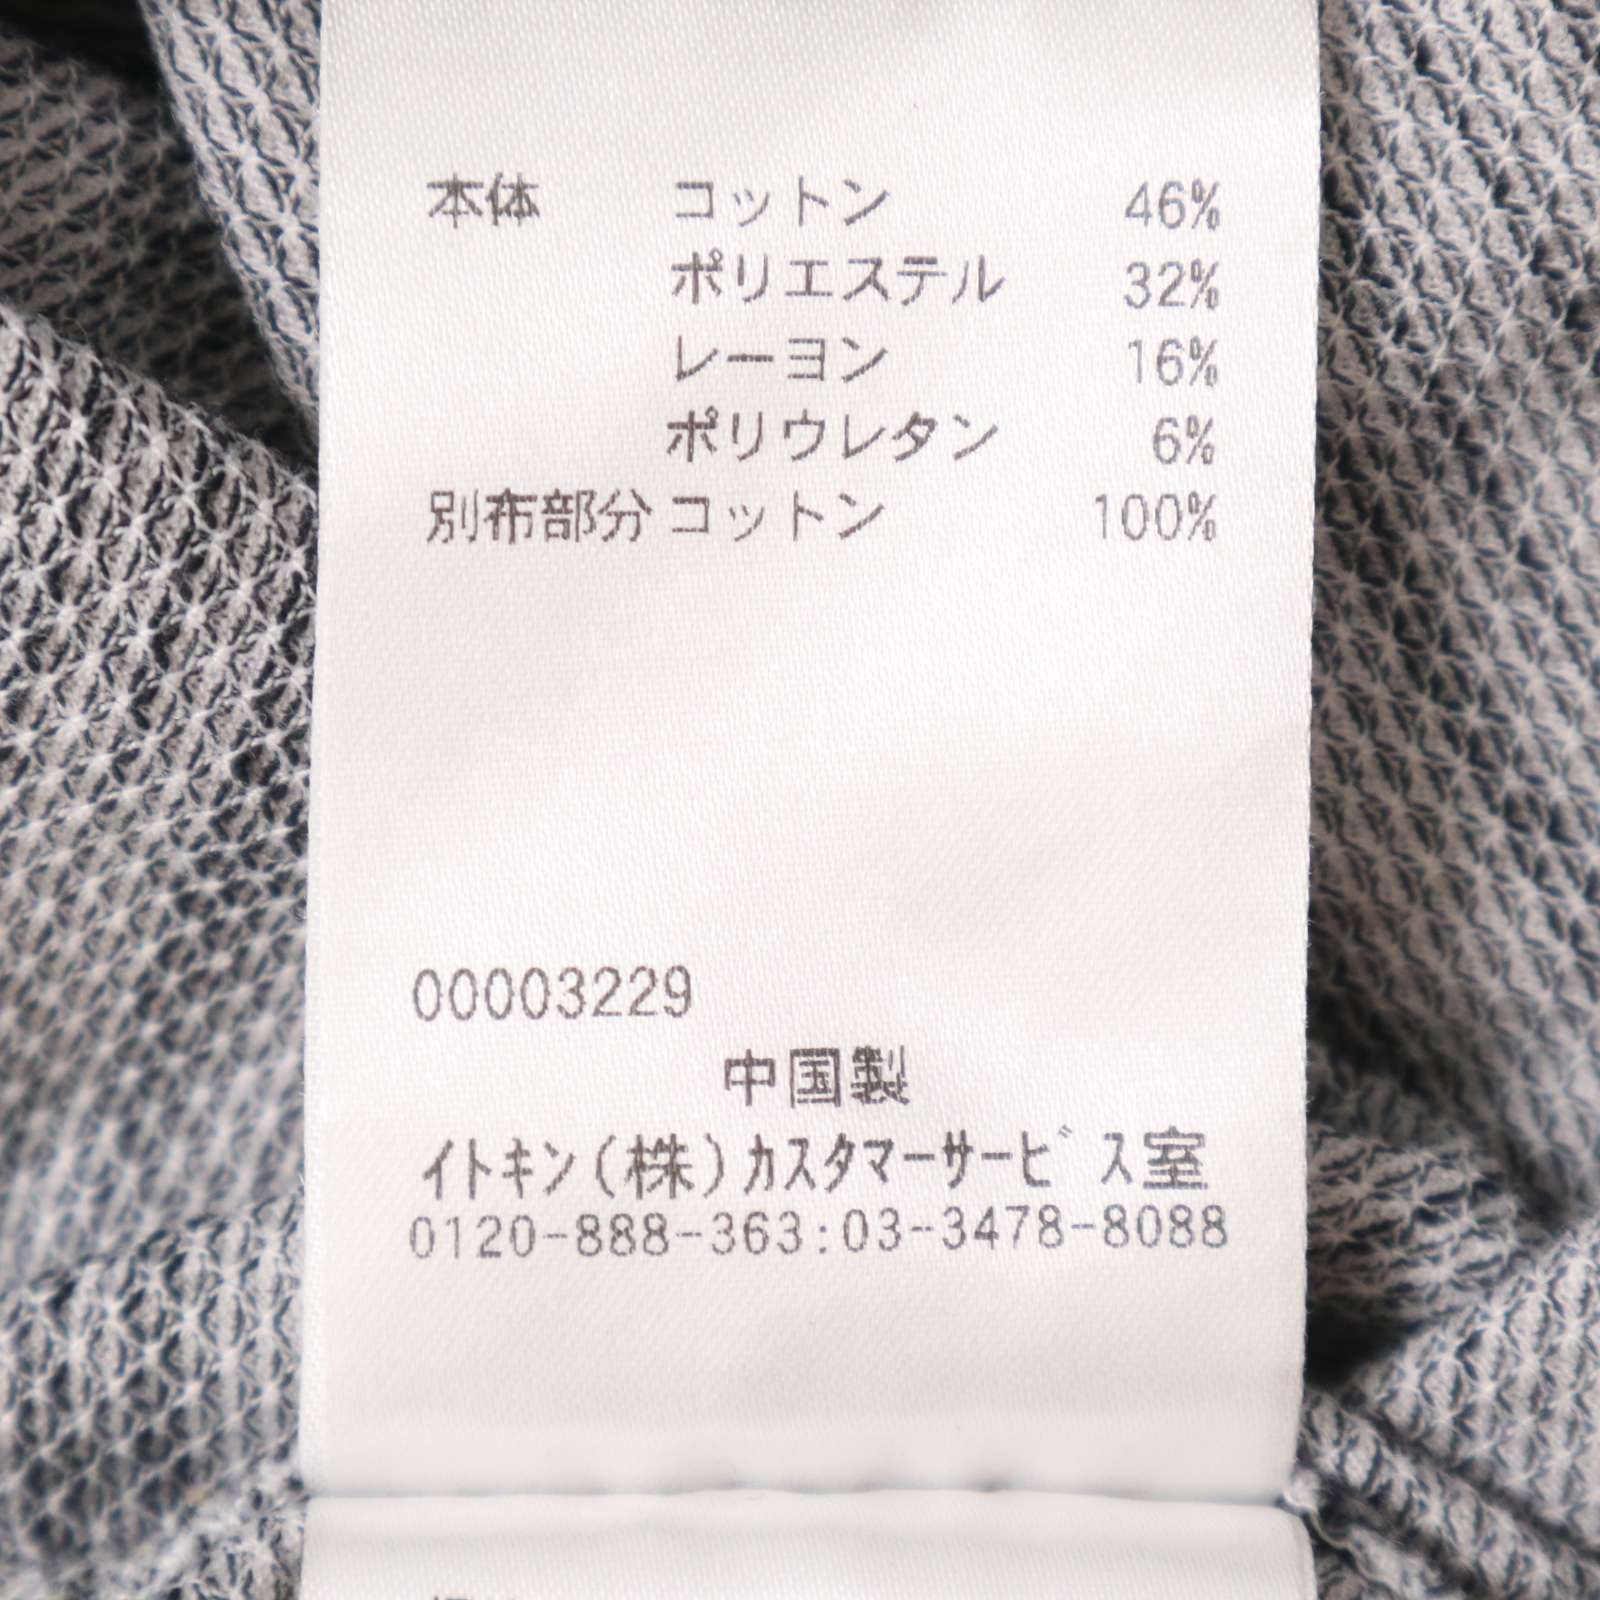 本体 コットン 46%
ポリエステル 32%
レーヨン 16%
ポリウレタン 6%
別布部分 コットン 100%
00003229
中国製
イトキン(株)カスタマーサービス室
0120-888-363:03-3478-8088